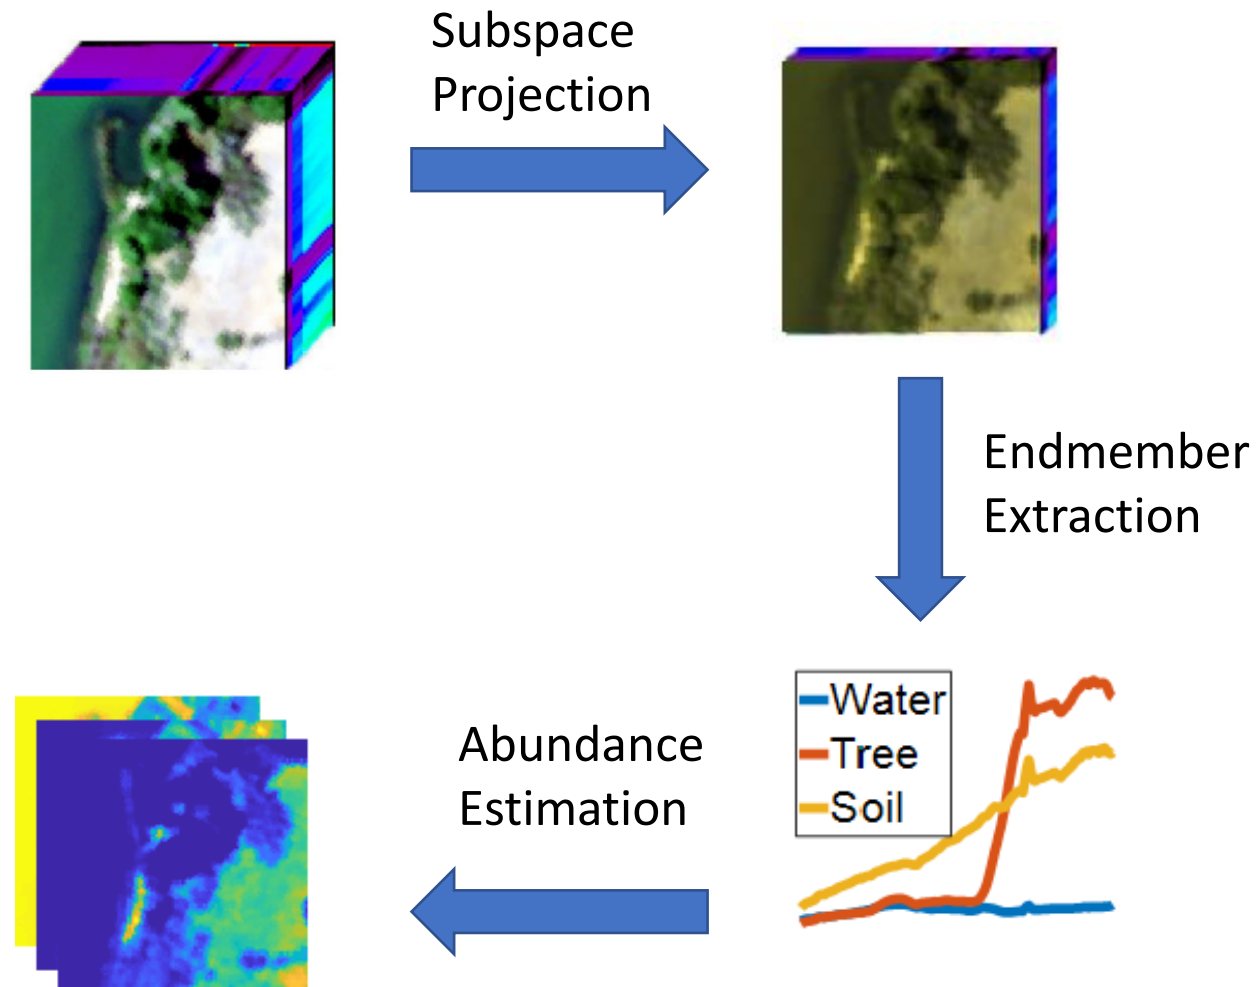 Subspace
Projection
Endmember
Extraction
Water
Tree
Soil
Abundance
Estimation